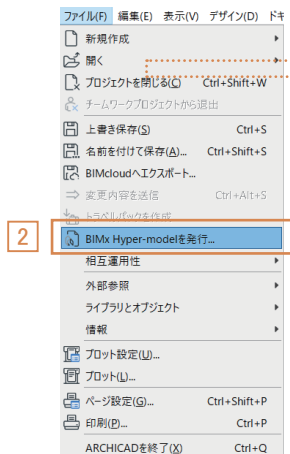 ファイル(F) 編集(E) 表示(V) デザイン(D) ドキ
新規作成
開く
プロジェクトを閉じる(C) Ctrl+Shift+W
チームワークプロジェクトから退出
上書き保存(S) Ctrl+S
名前を付けて保存(A)... Ctrl+Shift+S
BIMcloudへエクスポート...
変更内容を送信 Ctrl+Alt+S
トラベルパックを作成
2
BIMx Hyper-modelを発行...
相互運用性
外部参照
ライブラリとオブジェクト
情報
プロット設定(U)...
プロット(L)...
ページ設定(G)... Ctrl+Shift+P
印刷(P)... Ctrl+P
ARCHICADを終了(X) Ctrl+Q